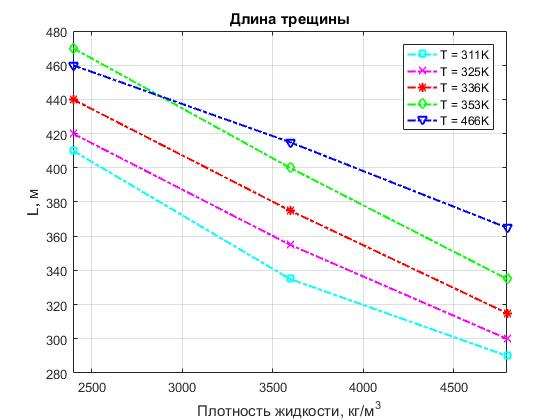 Длина трещины
480
460
440
420
400
380
360
340
320
300
280
L, м
T = 311K
T = 325K
T = 336K
T = 353K
T = 466K
2500 3000 3500 4000 4500
Плотность жидкости, кг/м³